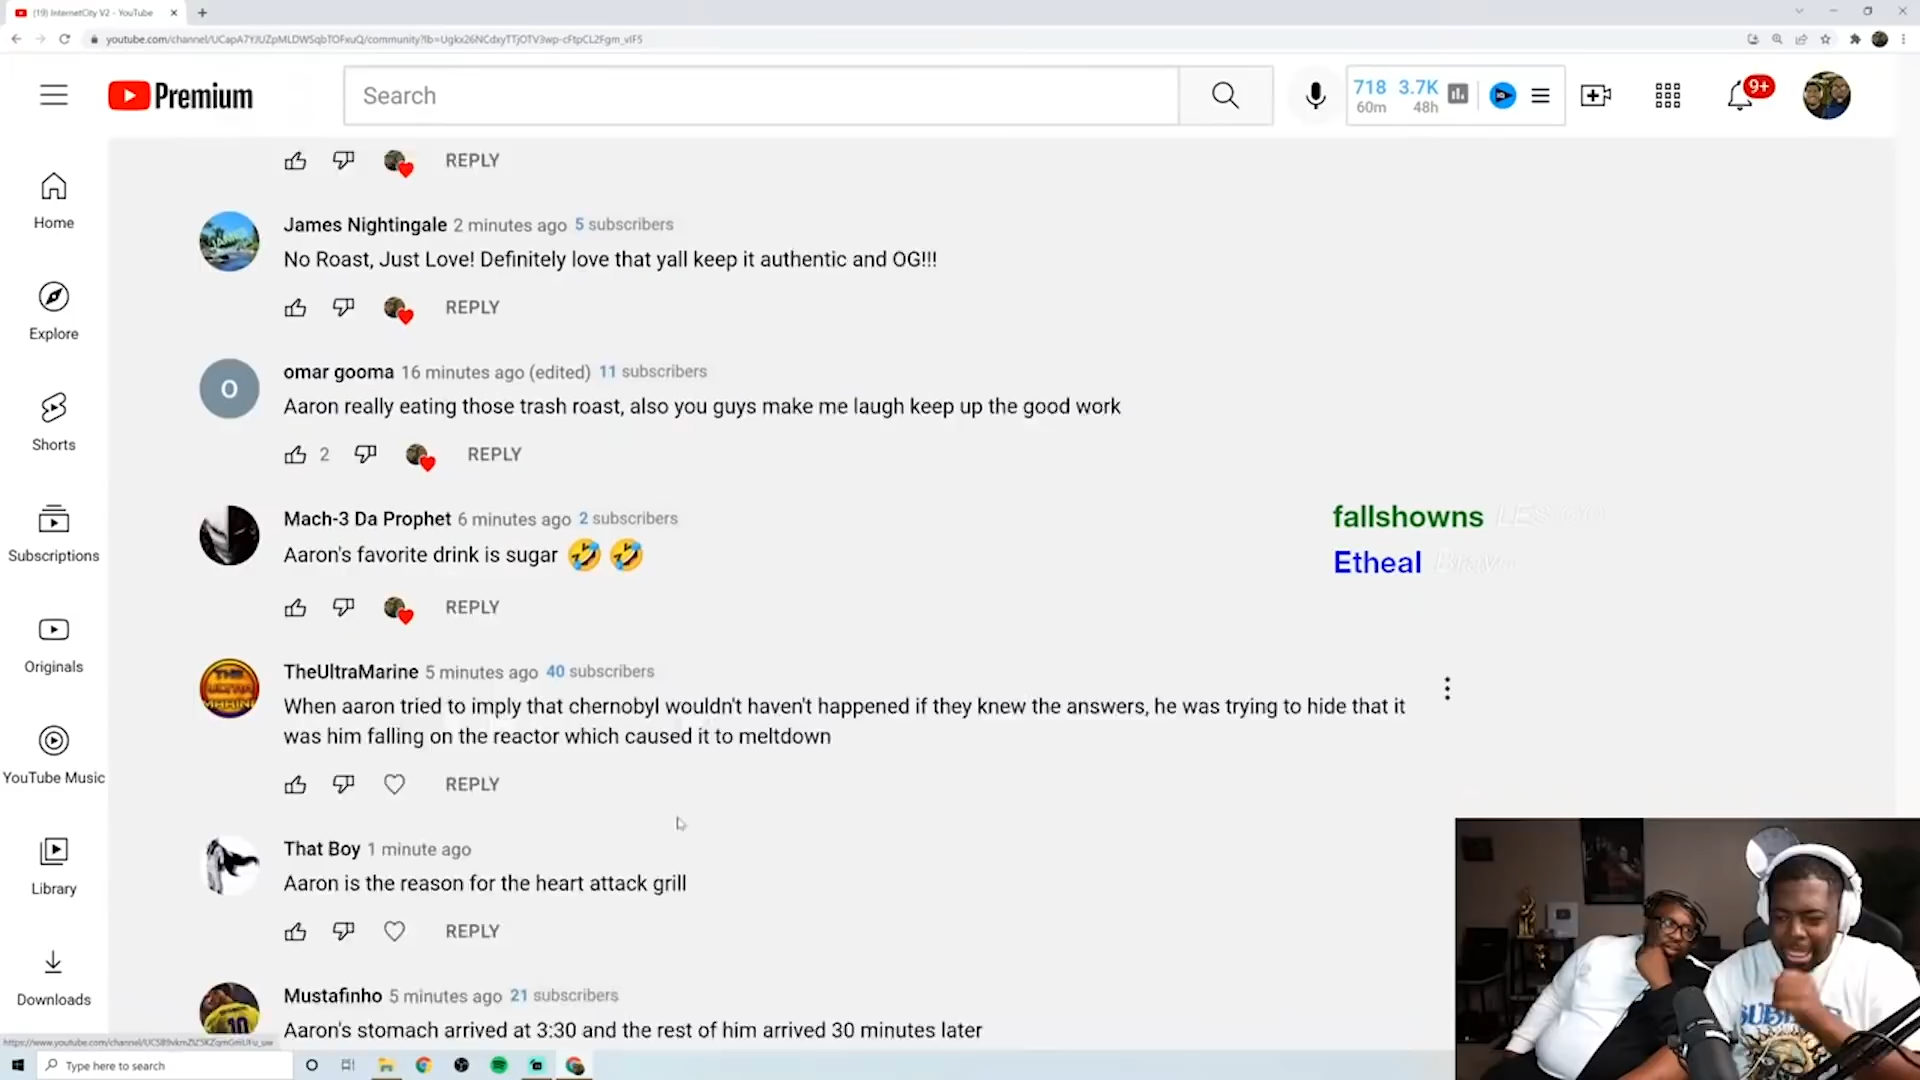 (19) InternetCity V2 - YouTube
Premium
Search
718 3.7K
60m 48h
9+
Home
Explore
Shorts
Subscriptions
Originals
YouTube Music
Library
Downloads
REPLY
James Nightingale 2 minutes ago 5 subscribers
No Roast, Just Love! Definitely love that yall keep it authentic and OG!!!
REPLY
O
omar gooma 16 minutes ago (edited) 11 subscribers
Aaron really eating those trash roast, also you guys make me laugh keep up the good work
2 REPLY
Mach-3 Da Prophet 6 minutes ago 2 subscribers
Aaron's favorite drink is sugar 🤣 🤣
REPLY
fallshowns
Etheal
THE ULTRA MARINE
TheUltraMarine 5 minutes ago 40 subscribers
When aaron tried to imply that chernobyl wouldn't haven't happened if they knew the answers, he was trying to hide that it
was him falling on the reactor which caused it to meltdown
REPLY
That Boy 1 minute ago
Aaron is the reason for the heart attack grill
REPLY
10
Mustafinho 5 minutes ago 21 subscribers
Aaron's stomach arrived at 3:30 and the rest of him arrived 30 minutes later
Type here to search